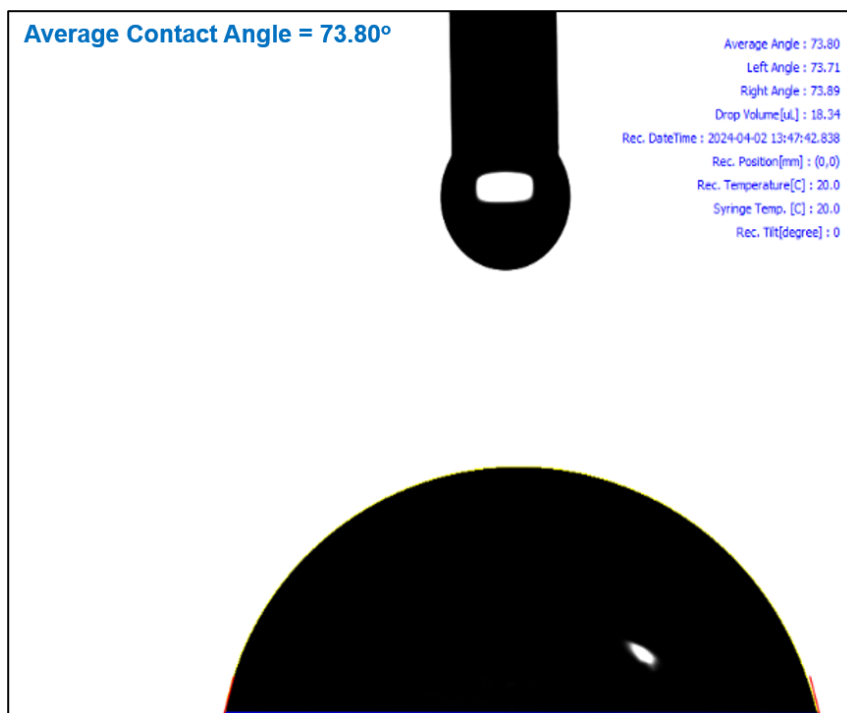 Average Contact Angle = 73.80º
Average Angle : 73.80
Left Angle : 73.71
Right Angle : 73.89
Drop Volume[uL] : 18.34
Rec. DateTime : 2024-04-02 13:47:42.838
Rec. Position[mm] : (0,0)
Rec. Temperature[C] : 20.0
Syringe Temp. [C] : 20.0
Rec. Tilt[degree] : 0